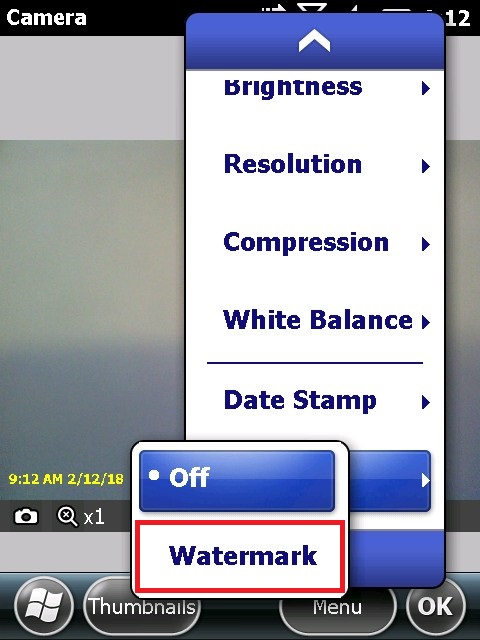 Camera
:12
Brightness
Resolution
Compression
White Balance
Date Stamp
9:12 AM 2/12/18
Off
x1
Watermark
Thumbnails
Menu
OK